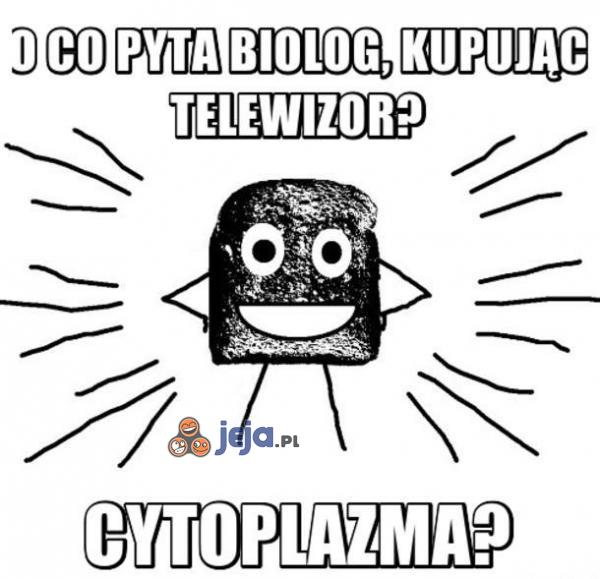 O CO PYTA BIOLOG, KUPUJĄC
TELEWIZOR?
jeja.pl
CYTOPLAZMA?